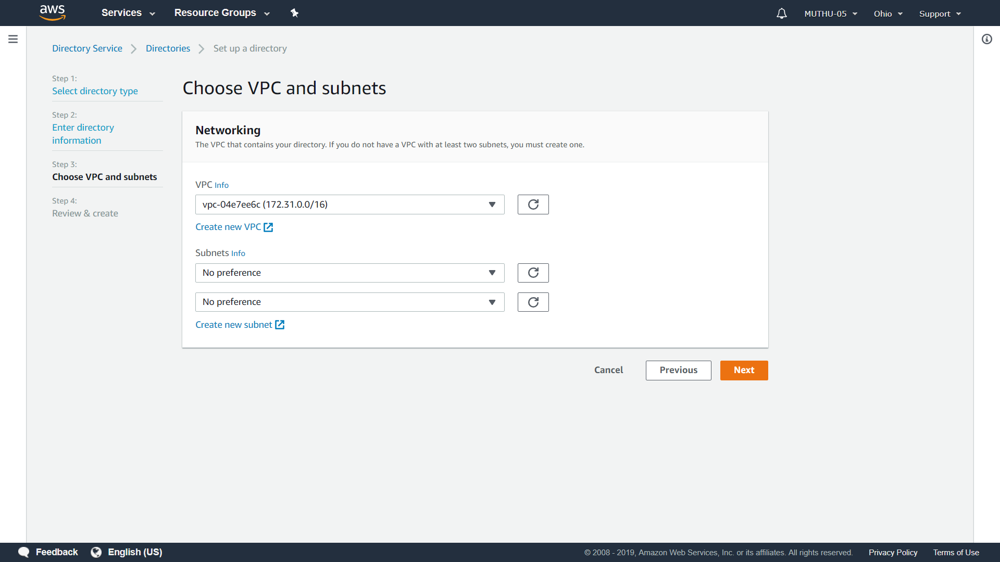 aws
Services
Resource Groups
MUTHU-05
Ohio
Support
Directory Service
Directories
Set up a directory
Step 1:
Select directory type
Step 2:
Enter directory
information
Step 3:
Choose VPC and subnets
Step 4:
Review & create
Choose VPC and subnets
Networking
The VPC that contains your directory. If you do not have a VPC with at least two subnets, you must create one.
VPC Info
vpc-04e7ee6c (172.31.0.0/16)
Create new VPC
Subnets Info
No preference
No preference
Create new subnet
Cancel
Previous
Next
Feedback
English (US)
© 2008 - 2019, Amazon Web Services, Inc. or its affiliates. All rights reserved.
Privacy Policy
Terms of Use